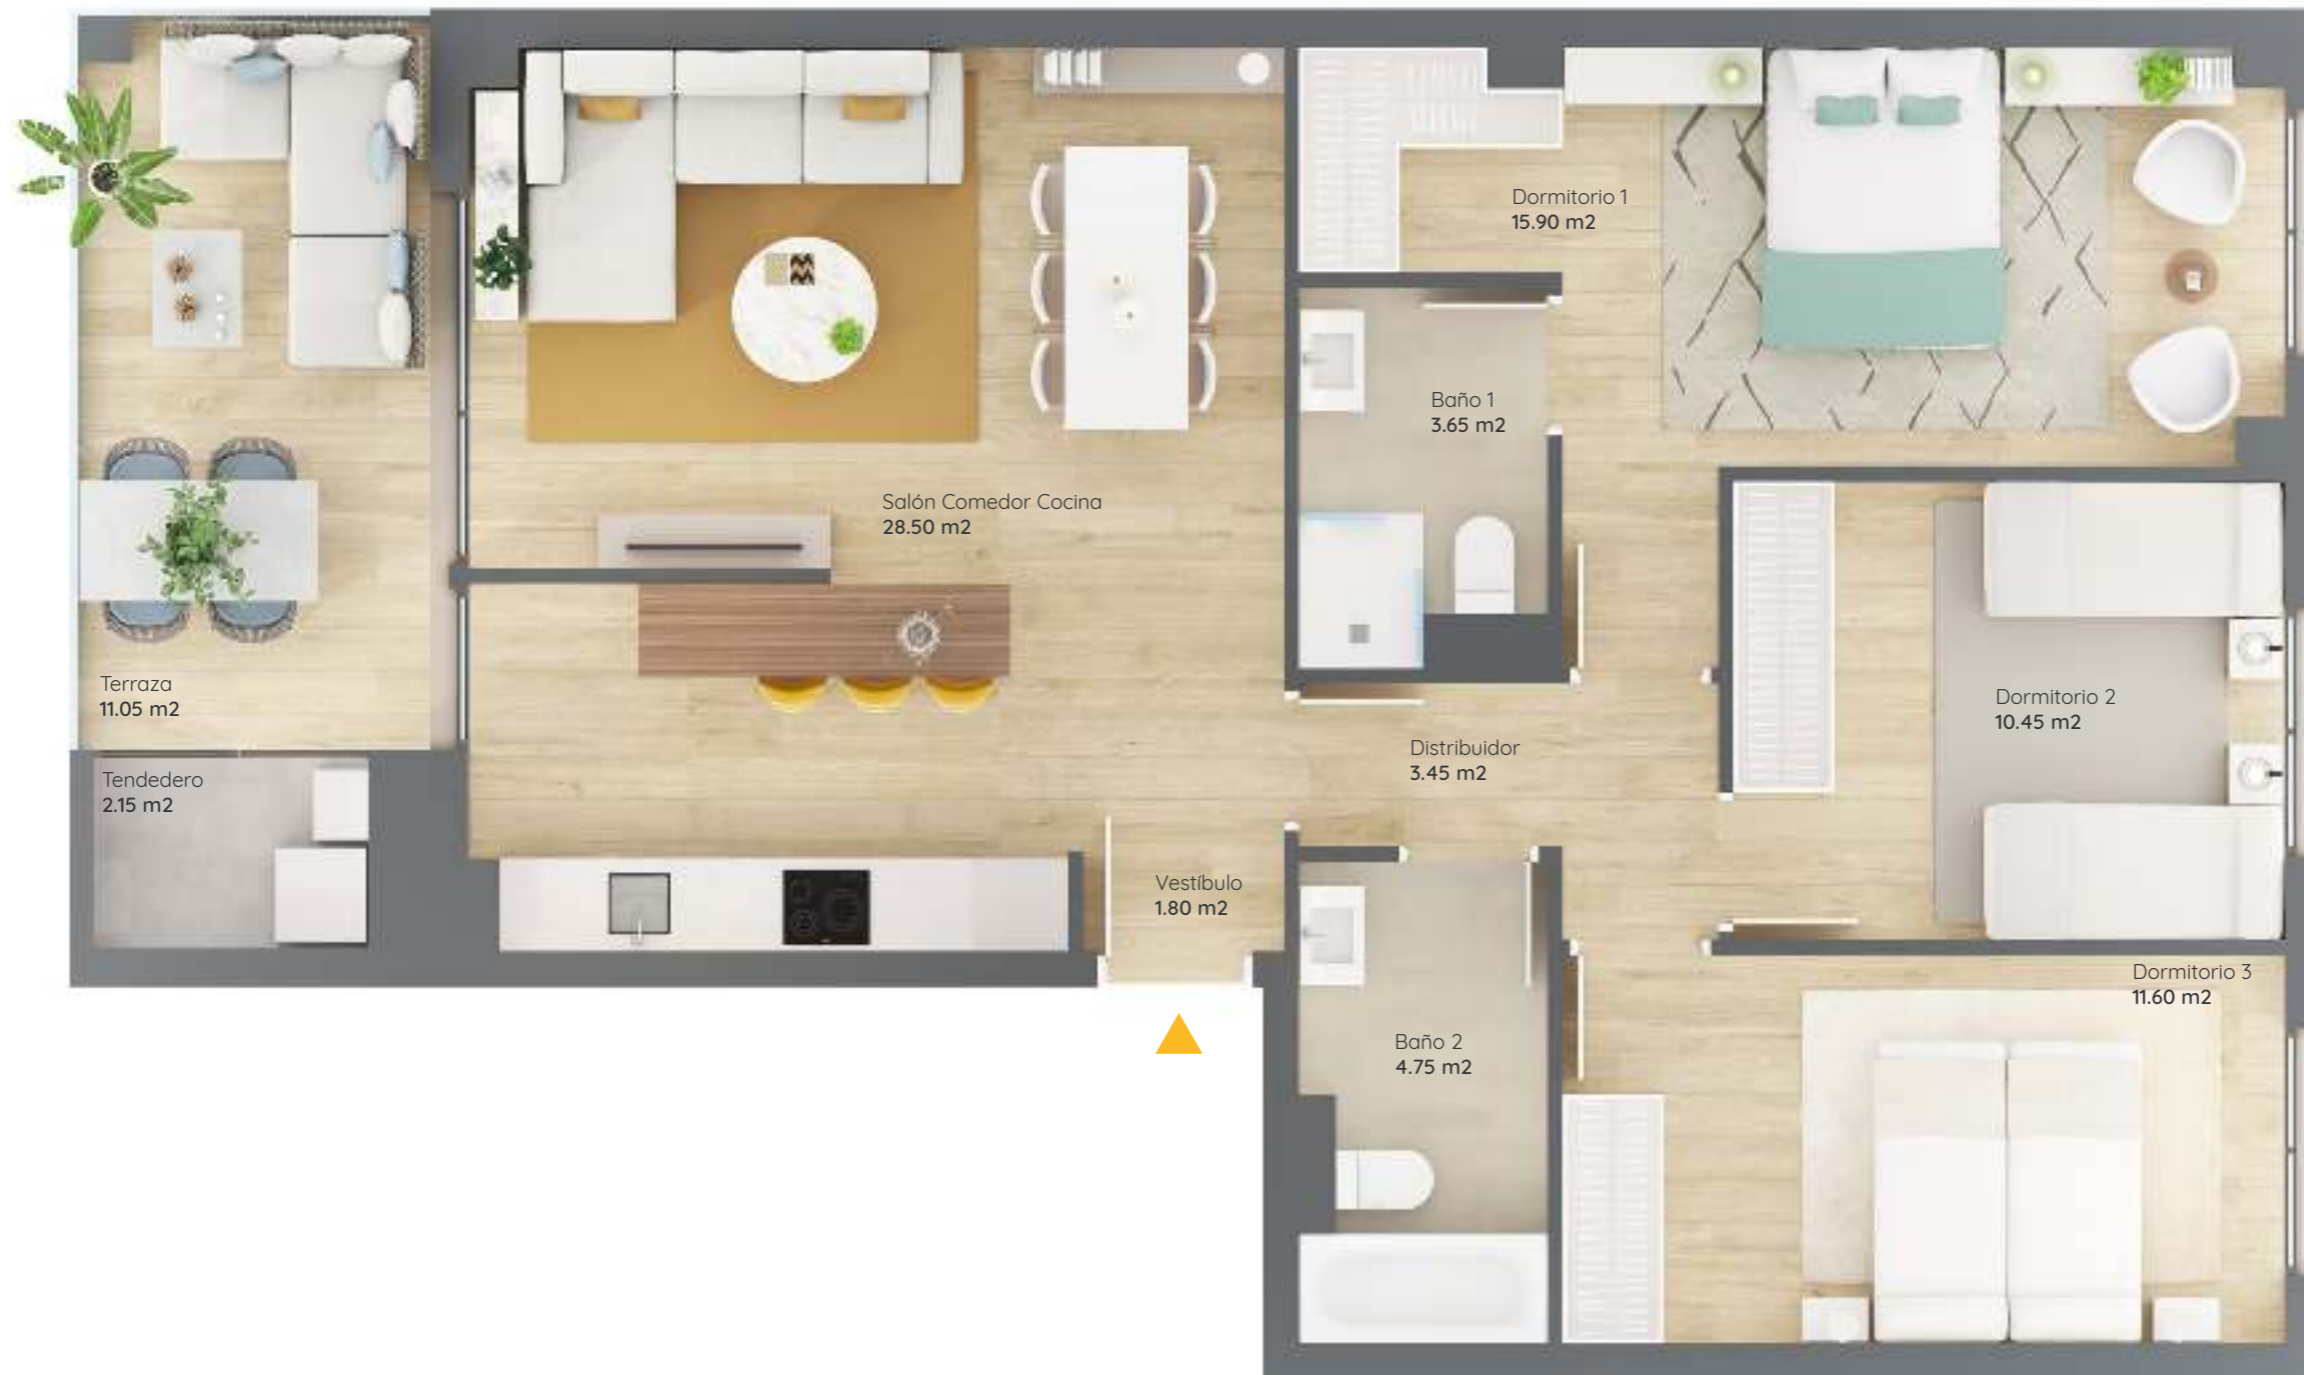 Dormitorio 1
15.90 m2
Baño 1
3.65 m2
Salón Comedor Cocina
28.50 m2
Terraza
11.05 m2
Dormitorio 2
10.45 m2
Distribuidor
3.45 m2
Tendedero
2.15 m2
Vestíbulo
1.80 m2
Dormitorio 3
11.60 m2
Baño 2
4.75 m2